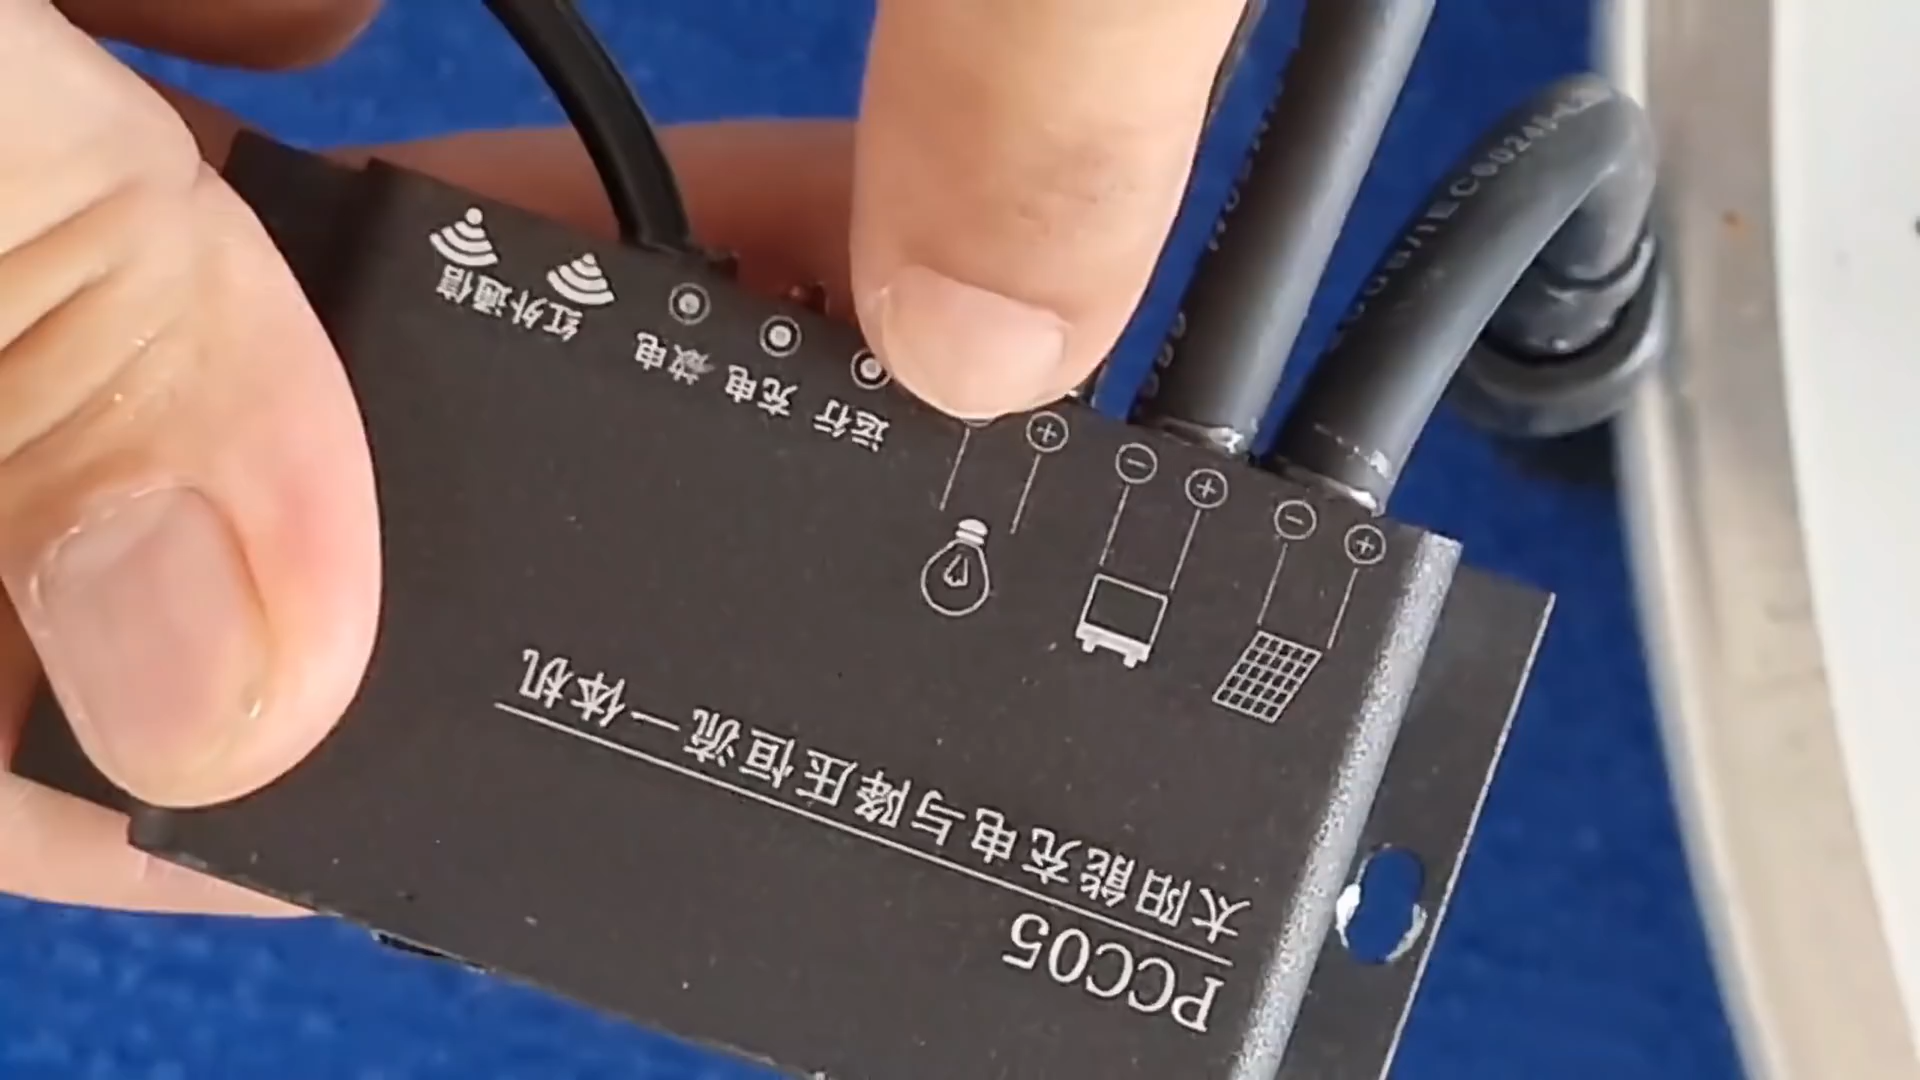 PCCC05
太阳能充电与降压恒流一体机
+ − + − +
运行 充电 放电 红外通信